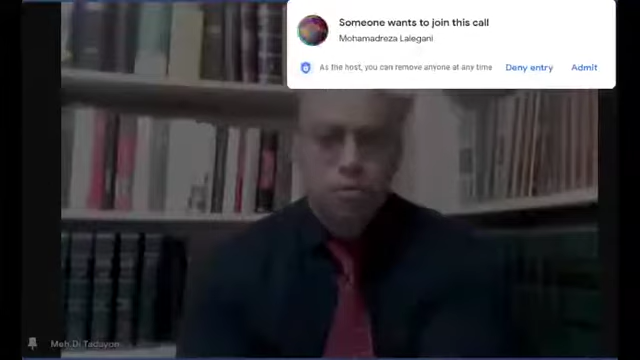 Someone wants to join this call
Mohamadreza Lalegani
As the host, you can remove anyone at any time
Deny entry
Admit
Meh Di Tadayon